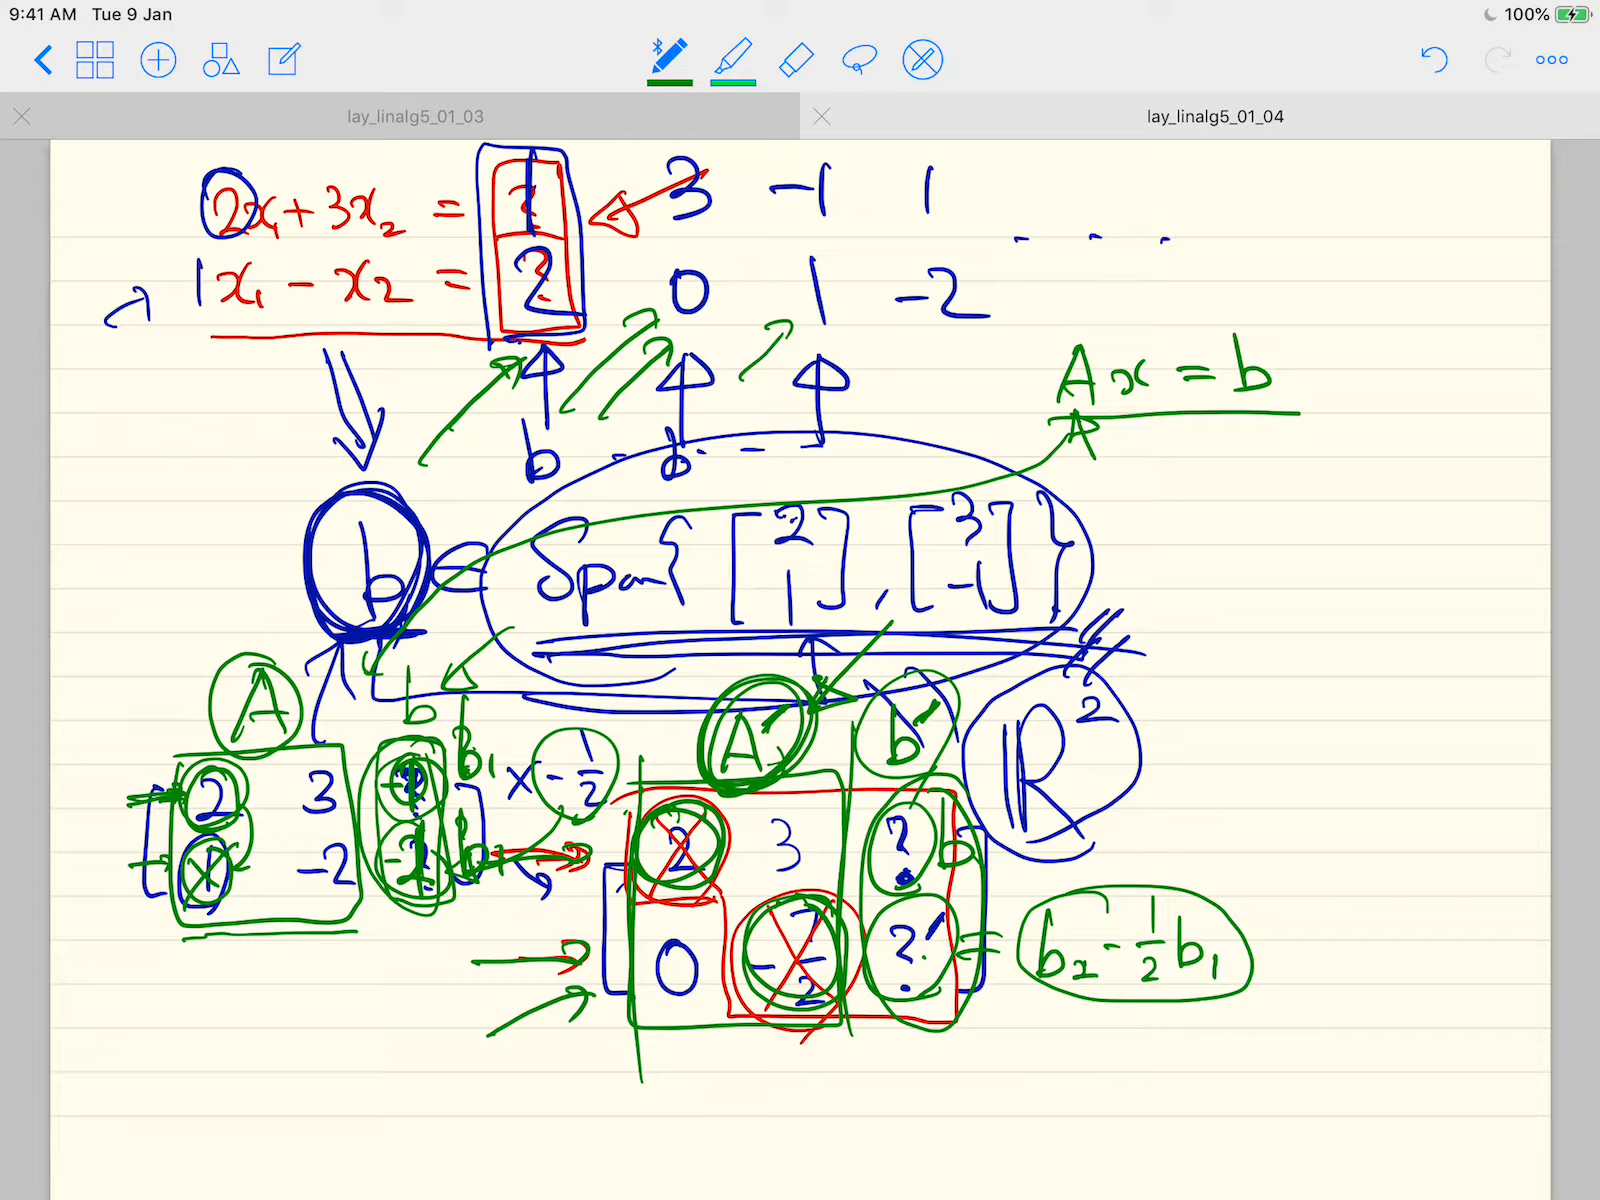 9:41 AM Tue 9 Jan
100%
lay_linalg5_01_03
lay_linalg5_01_04
2x₁ + 3x₂ = 1 3 -1 1
1x₁ - x₂ = 2 0 1 -2
. . .
Ax = b
b - b - -
b ∈ Span{ [2 1], [3 -1] }
A b A' b' ℝ²
2 3 b₁ × -1/2 2 3 ? b₁
1 -2 0 -7/2 ? = b₂ - 1/2 b₁